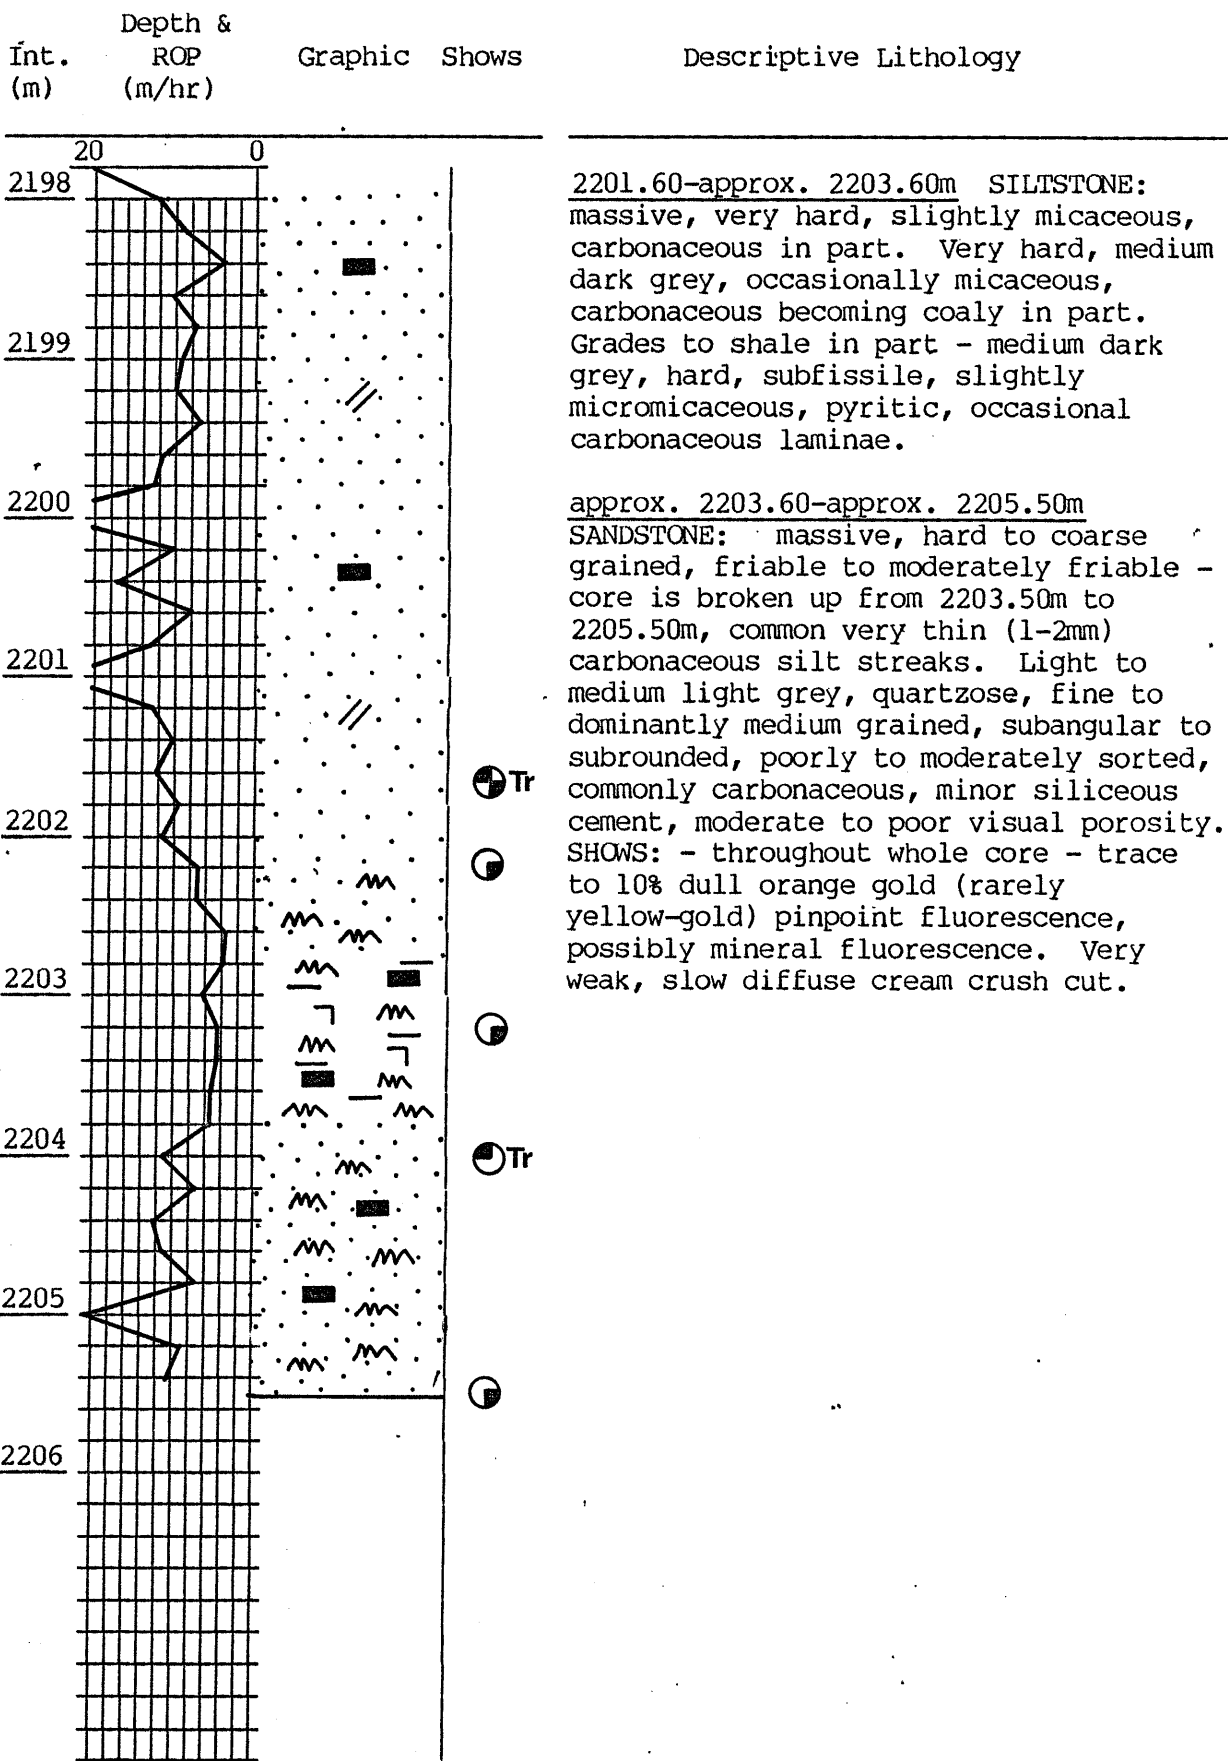 Depth &
Int. ROP Graphic Shows Descriptive Lithology
(m) (m/hr)
20 0
2198
2199
2200
2201
2202
2203
2204
2205
2206
Tr
Tr
2201.60-approx. 2203.60m SILTSTONE:
massive, very hard, slightly micaceous,
carbonaceous in part. Very hard, medium
dark grey, occasionally micaceous,
carbonaceous becoming coaly in part.
Grades to shale in part - medium dark
grey, hard, subfissile, slightly
micromicaceous, pyritic, occasional
carbonaceous laminae.
approx. 2203.60-approx. 2205.50m
SANDSTONE: massive, hard to coarse
grained, friable to moderately friable -
core is broken up from 2203.50m to
2205.50m, common very thin (1-2mm)
carbonaceous silt streaks. Light to
medium light grey, quartzose, fine to
dominantly medium grained, subangular to
subrounded, poorly to moderately sorted,
commonly carbonaceous, minor siliceous
cement, moderate to poor visual porosity.
SHOWS: - throughout whole core - trace
to 10% dull orange gold (rarely
yellow-gold) pinpoint fluorescence,
possibly mineral fluorescence. Very
weak, slow diffuse cream crush cut.